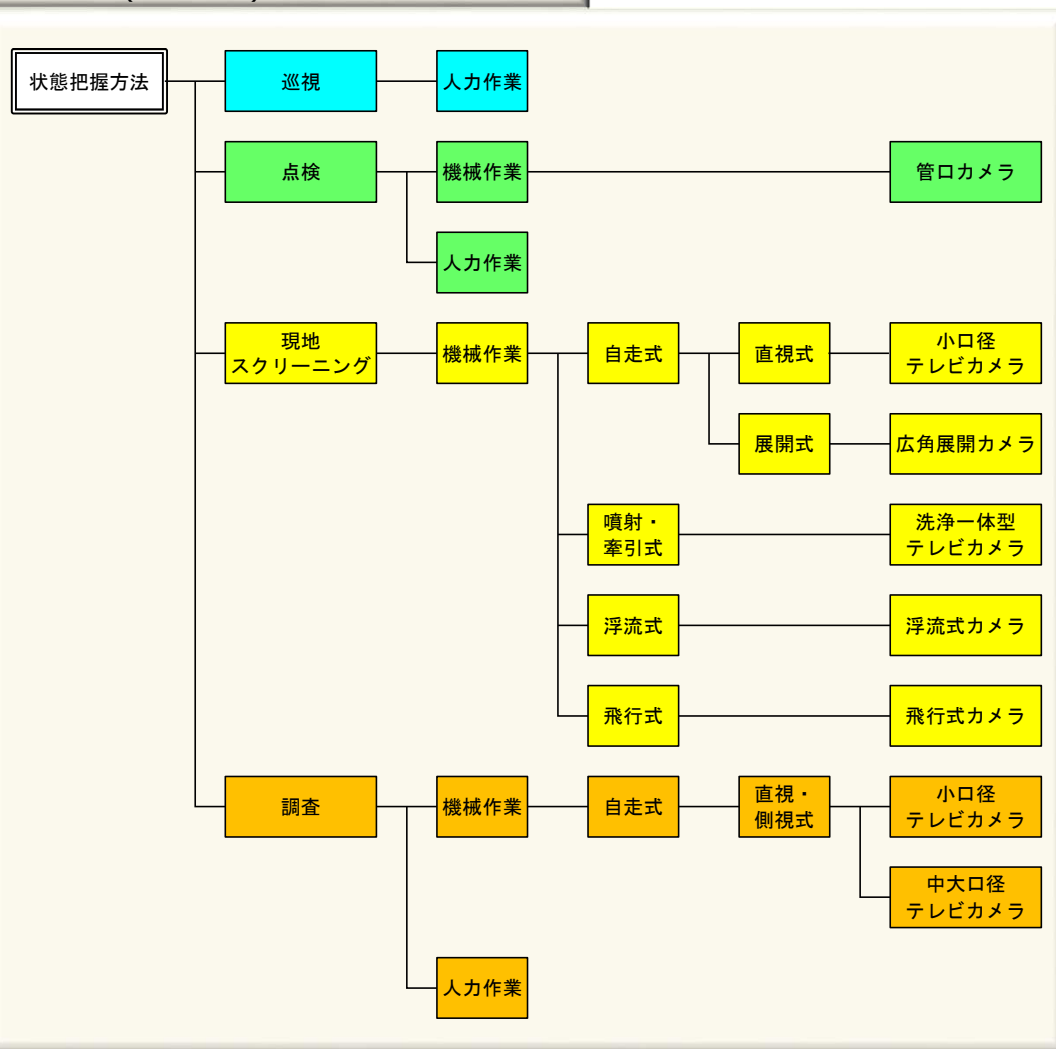 状態把握方法
巡視
人力作業
点検
機械作業
管口カメラ
人力作業
現地
スクリーニング
機械作業
自走式
直視式
小口径
テレビカメラ
展開式
広角展開カメラ
噴射・
牽引式
洗浄一体型
テレビカメラ
浮流式
浮流式カメラ
飛行式
飛行式カメラ
調査
機械作業
自走式
直視・
側視式
小口径
テレビカメラ
中大口径
テレビカメラ
人力作業